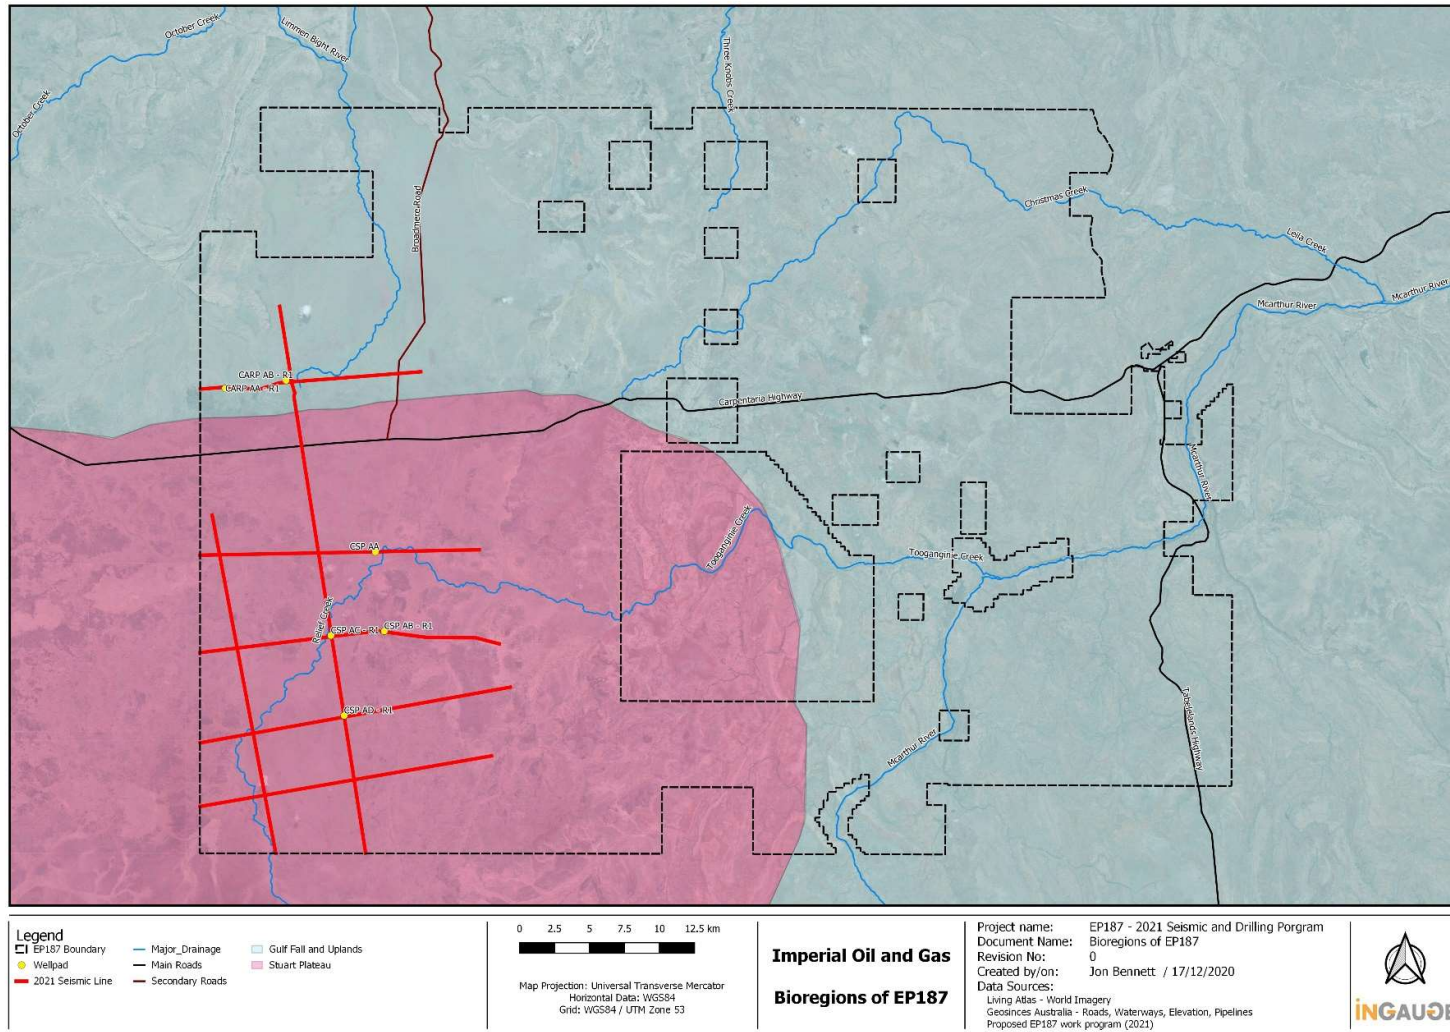 October Creek
Limmen Bight River
October Creek
Three Knobs Creek
Broadmere Road
Christmas Creek
Leila Creek
Mcarthur River
Mcarthur River
CARP AB - R1
CARP AA - R1
Carpentaria Highway
Mcarthur River
Tooganginie Creek
CSP AA
Tooganginie Creek
Relief Creek
CSP AC - R1
CSP AB - R1
CSP AD - R1
Mcarthur River
Tablelands Highway
Legend
EP187 Boundary
Wellpad
2021 Seismic Line
Major_Drainage
Main Roads
Secondary Roads
Gulf Fall and Uplands
Stuart Plateau
0 2.5 5 7.5 10 12.5 km
Map Projection: Universal Transverse Mercator
Horizontal Data: WGS84
Grid: WGS84 / UTM Zone 53
Imperial Oil and Gas
Bioregions of EP187
Project name: EP187 - 2021 Seismic and Drilling Porgram
Document Name: Bioregions of EP187
Revision No: 0
Created by/on: Jon Bennett / 17/12/2020
Data Sources:
Living Atlas - World Imagery
Geosinces Australia - Roads, Waterways, Elevation, Pipelines
Proposed EP187 work program (2021)
INGAUGE